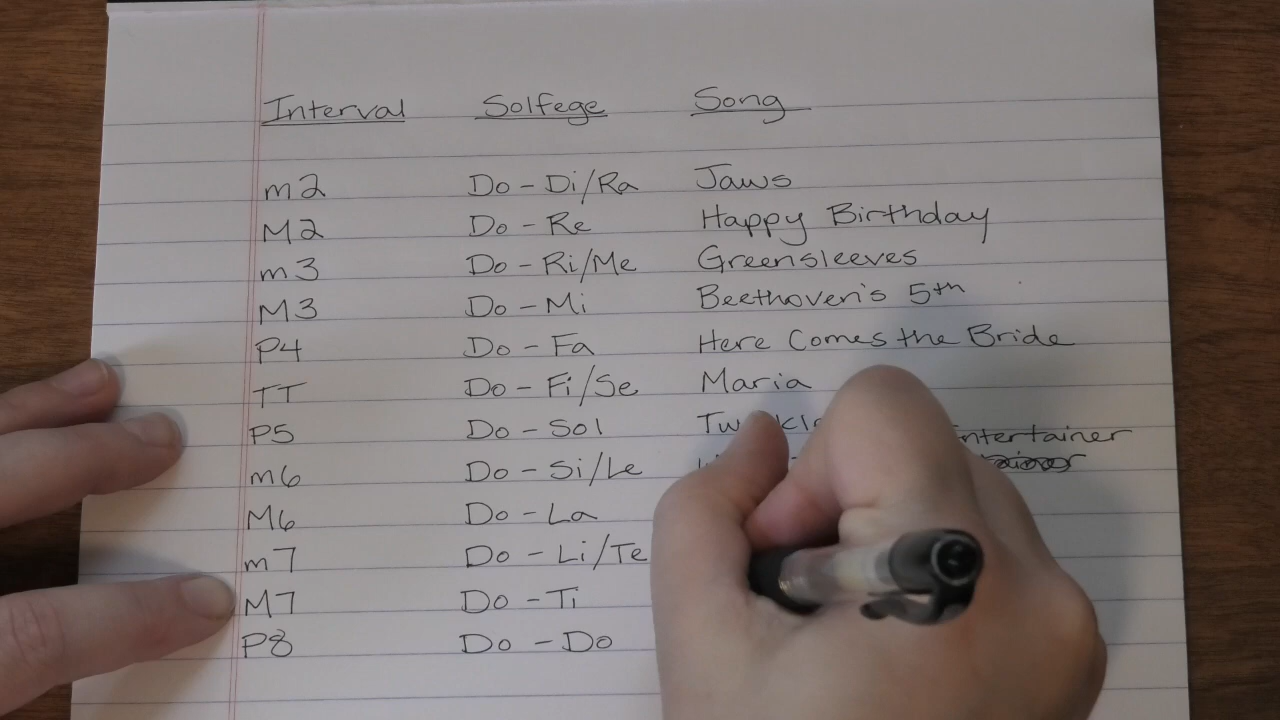 Interval Solfege Song
m2 Do - Di/Ra Jaws
M2 Do - Re Happy Birthday
m3 Do - Ri/Me Greensleeves
M3 Do - Mi Beethoven's 5th
P4 Do - Fa Here Comes the Bride
TT Do - Fi/Se Maria
P5 Do - Sol
m6 Do - Si/Le
M6 Do - La
m7 Do - Li/Te
M7 Do - Ti
P8 Do - Do